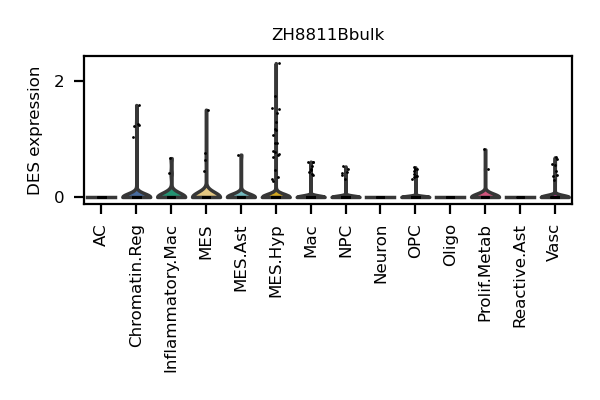 ZH8811Bbulk
DES expression
2
0
AC
Chromatin.Reg
Inflammatory.Mac
MES
MES.Ast
MES.Hyp
Mac
NPC
Neuron
OPC
Oligo
Prolif.Metab
Reactive.Ast
Vasc